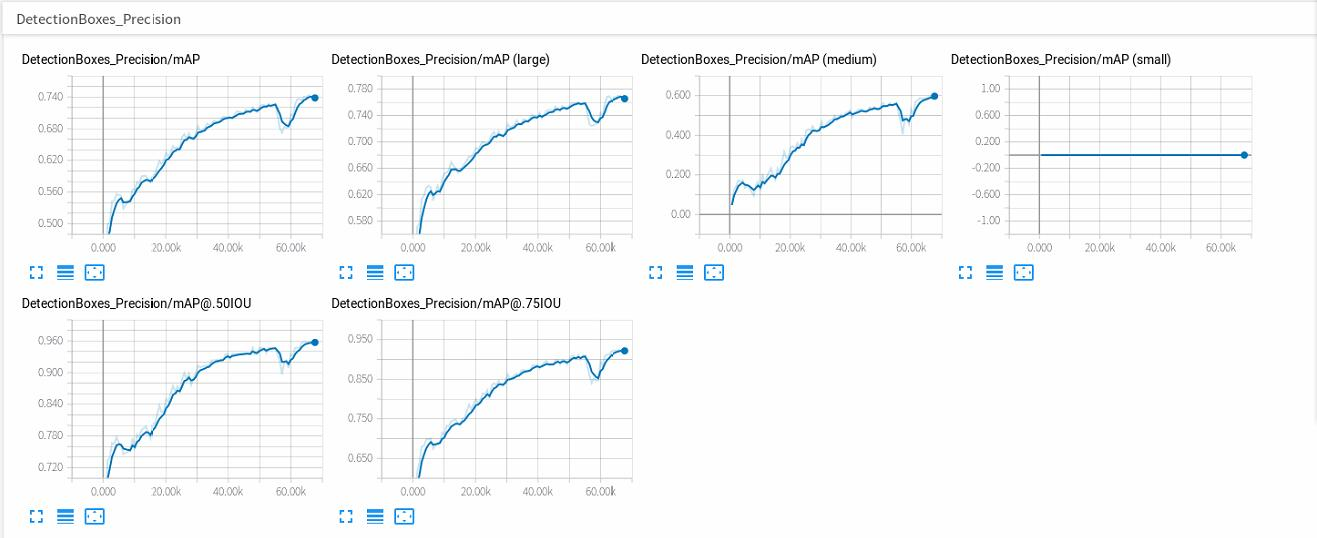 DetectionBoxes_Precision
DetectionBoxes_Precision/mAP
0.740
0.680
0.620
0.560
0.500
0.000 20.00k 40.00k 60.00k
DetectionBoxes_Precision/mAP (large)
0.780
0.740
0.700
0.660
0.620
0.580
0.000 20.00k 40.00k 60.00k
DetectionBoxes_Precision/mAP (medium)
0.600
0.400
0.200
0.00
0.000 20.00k 40.00k 60.00k
DetectionBoxes_Precision/mAP (small)
1.00
0.600
0.200
-0.200
-0.600
-1.00
0.000 20.00k 40.00k 60.00k
DetectionBoxes_Precision/mAP@.50IOU
0.960
0.900
0.840
0.780
0.720
0.000 20.00k 40.00k 60.00k
DetectionBoxes_Precision/mAP@.75IOU
0.950
0.850
0.750
0.650
0.000 20.00k 40.00k 60.00k